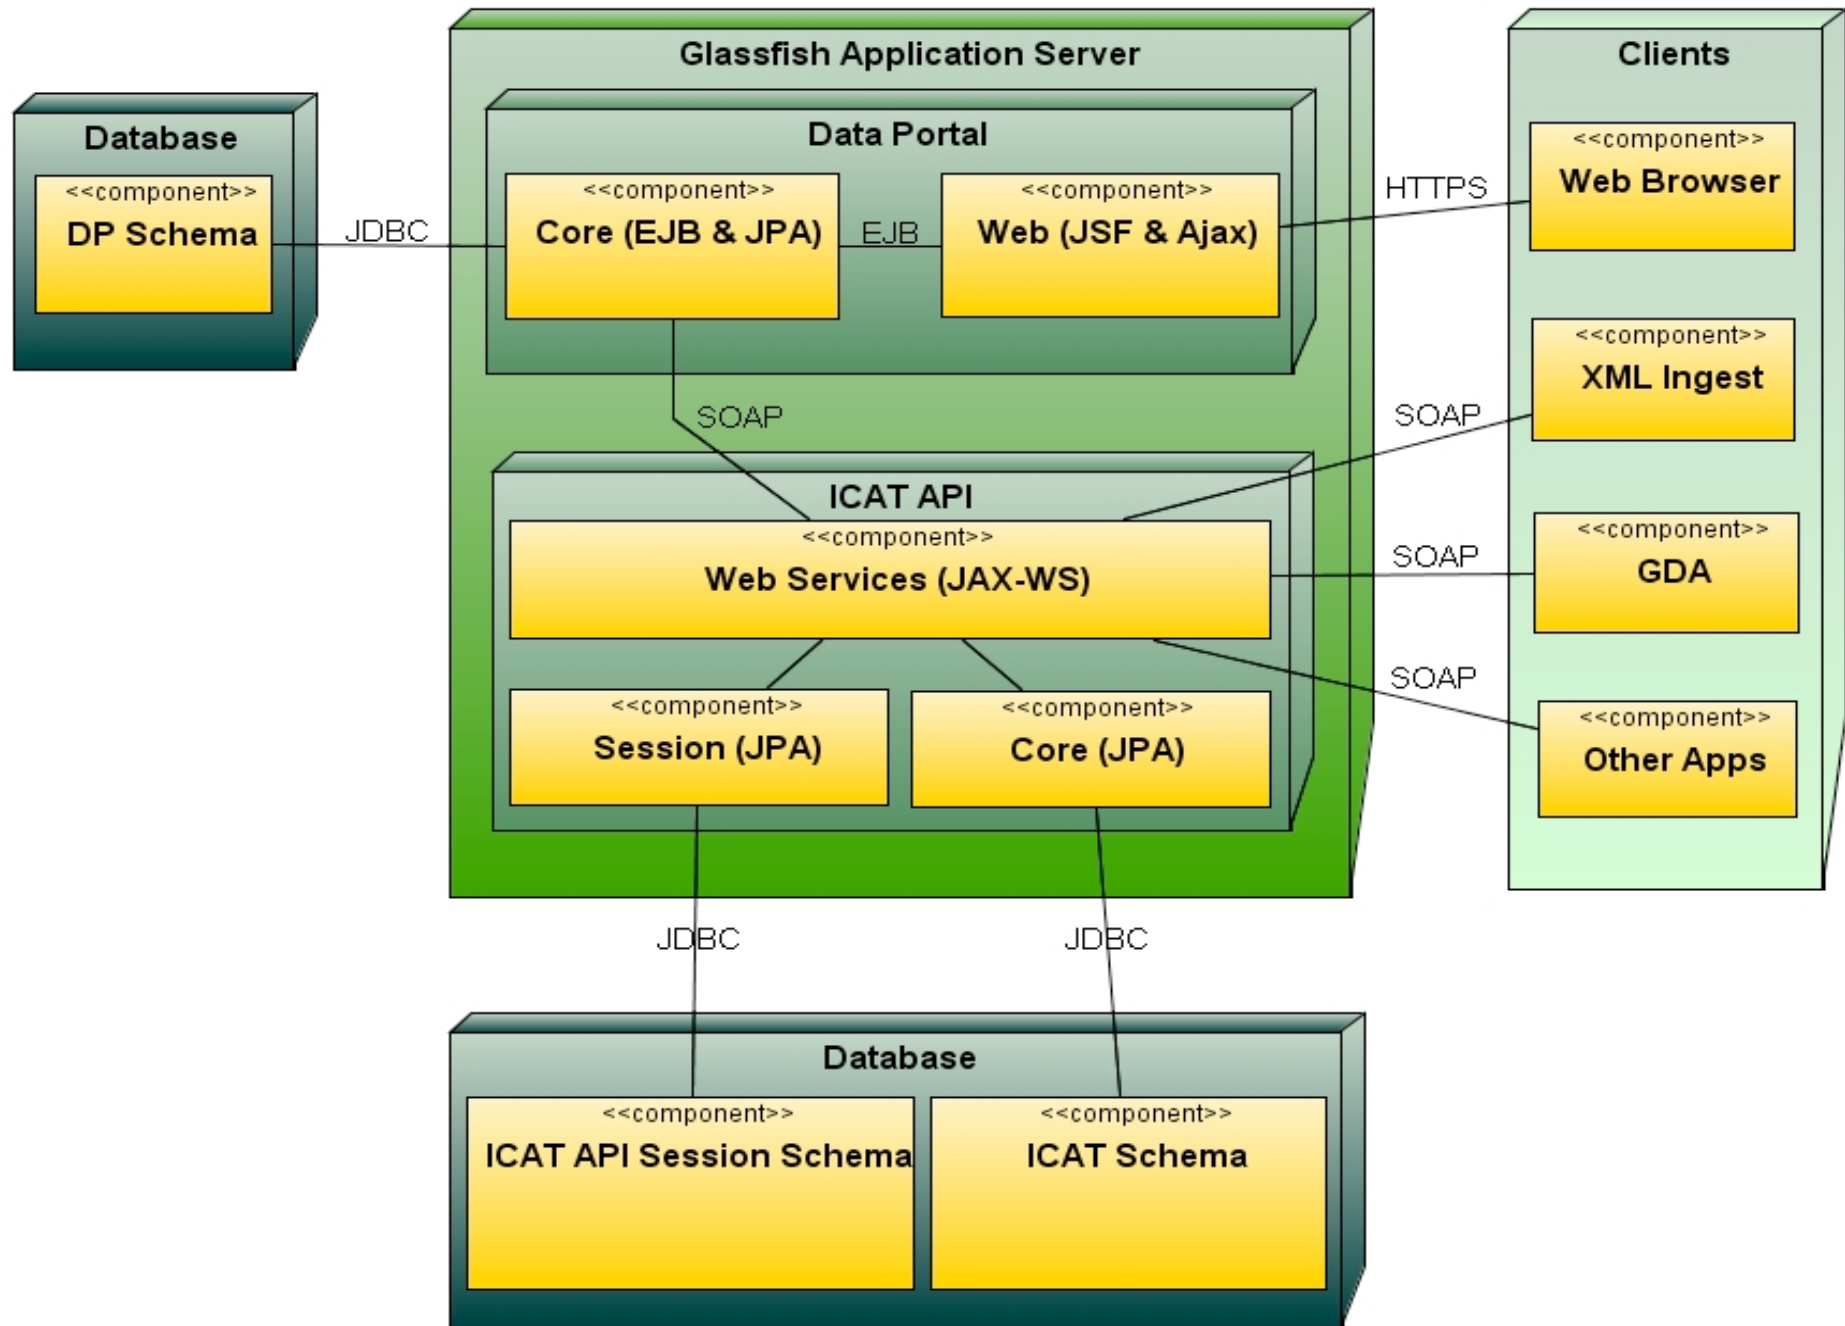 Glassfish Application Server
Clients
Database
<<component>>
DP Schema
JDBC
Data Portal
<<component>>
Core (EJB & JPA)
EJB
<<component>>
Web (JSF & Ajax)
HTTPS
<<component>>
Web Browser
SOAP
<<component>>
XML Ingest
SOAP
ICAT API
<<component>>
Web Services (JAX-WS)
SOAP
<<component>>
GDA
SOAP
<<component>>
Session (JPA)
<<component>>
Core (JPA)
<<component>>
Other Apps
JDBC
JDBC
Database
<<component>>
ICAT API Session Schema
<<component>>
ICAT Schema